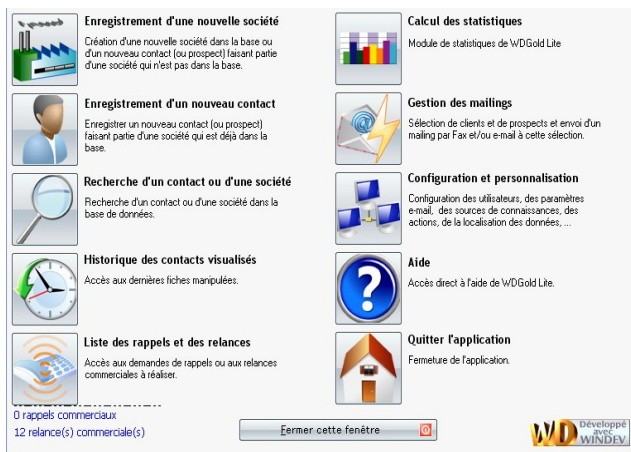 Enregistrement d'une nouvelle société
Création d'une nouvelle société dans la base ou
d'un nouveau contact (ou prospect) faisant partie
d'une société qui n'est pas dans la base.
Enregistrement d'un nouveau contact
Enregistrer un nouveau contact (ou prospect)
faisant partie d'une société qui est déjà dans la
base.
Recherche d'un contact ou d'une société
Recherche d'un contact ou d'une société dans la
base de données.
Historique des contacts visualisés
Accès aux dernières fiches manipulées.
Liste des rappels et des relances
Accès aux demandes de rappels ou aux relances
commerciales à réaliser.
Calcul des statistiques
Module de statistiques de WDGold Lite
Gestion des mailings
Sélection de clients et de prospects et envoi d'un
mailing par Fax et/ou e-mail à cette sélection.
Configuration et personnalisation
Configuration des utilisateurs, des paramètres
e-mail, des sources de connaissances, des
actions, de la localisation des données, ...
Aide
Accès direct à l'aide de WDGold Lite.
Quitter l'application
Fermeture de l'application.
0 rappels commerciaux
12 relance(s) commerciale(s)
Fermer cette fenêtre
WD Développé
avec
WINDEV